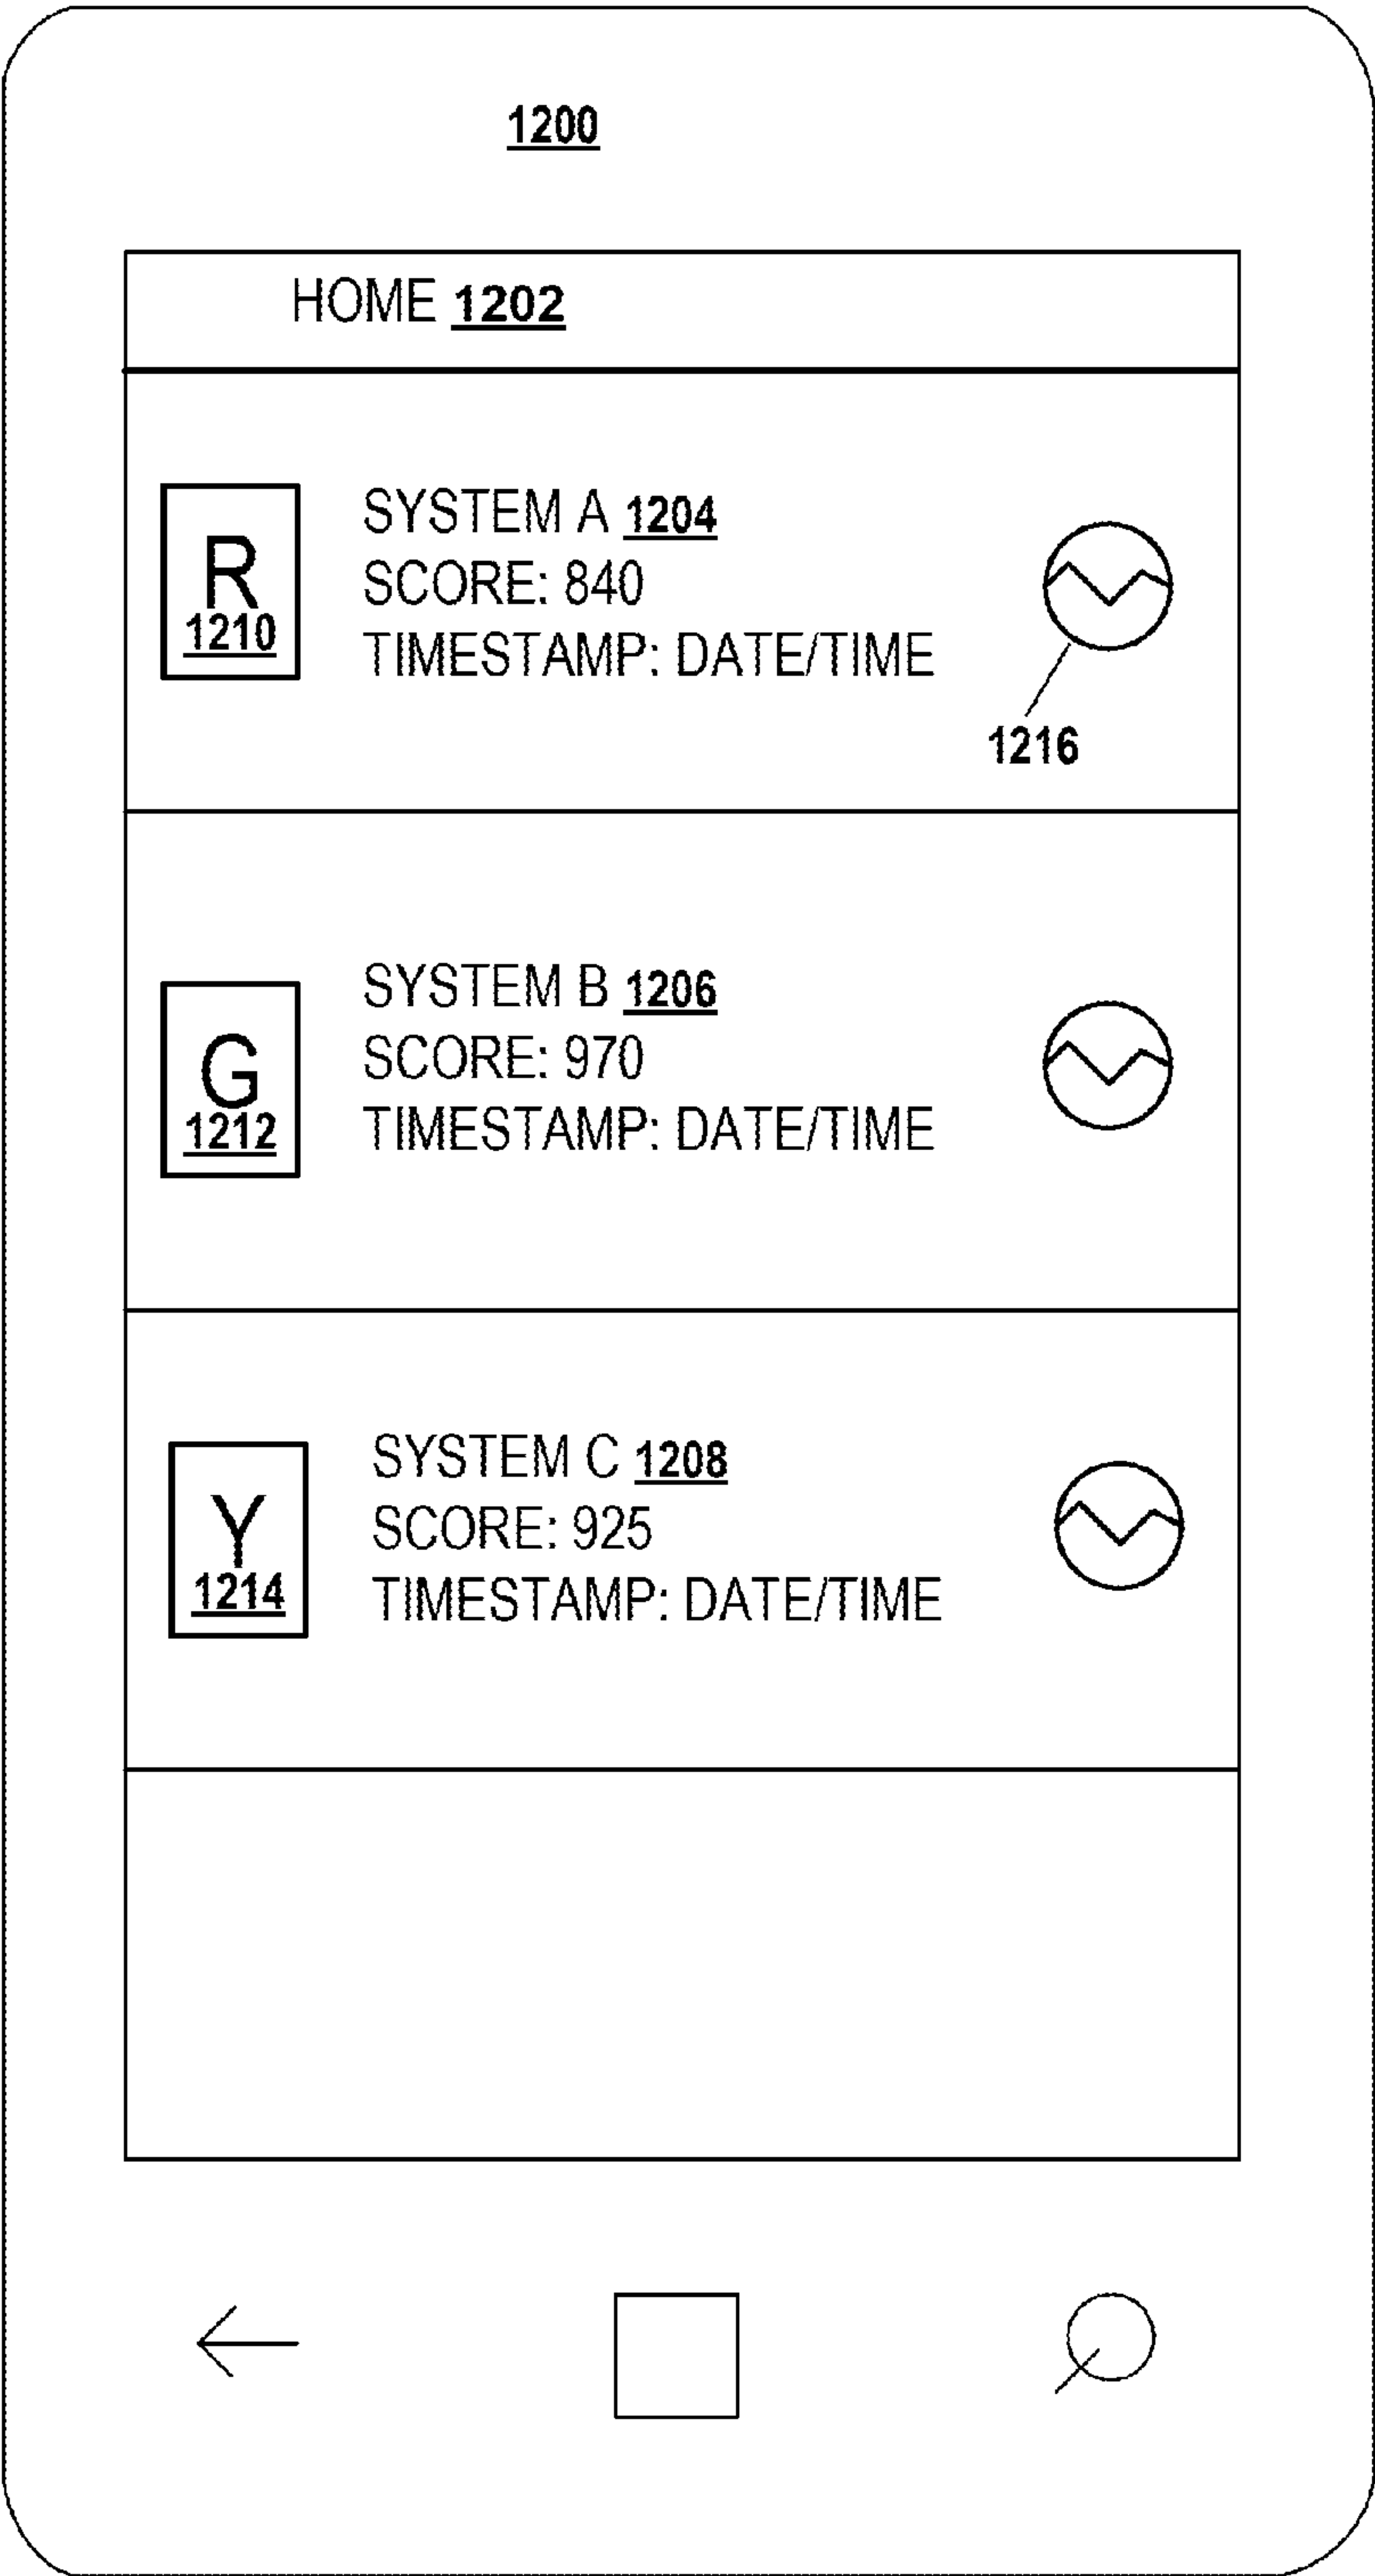 1200
HOME 1202
R
1210
SYSTEM A 1204
SCORE: 840
TIMESTAMP: DATE/TIME
1216
G
1212
SYSTEM B 1206
SCORE: 970
TIMESTAMP: DATE/TIME
Y
1214
SYSTEM C 1208
SCORE: 925
TIMESTAMP: DATE/TIME